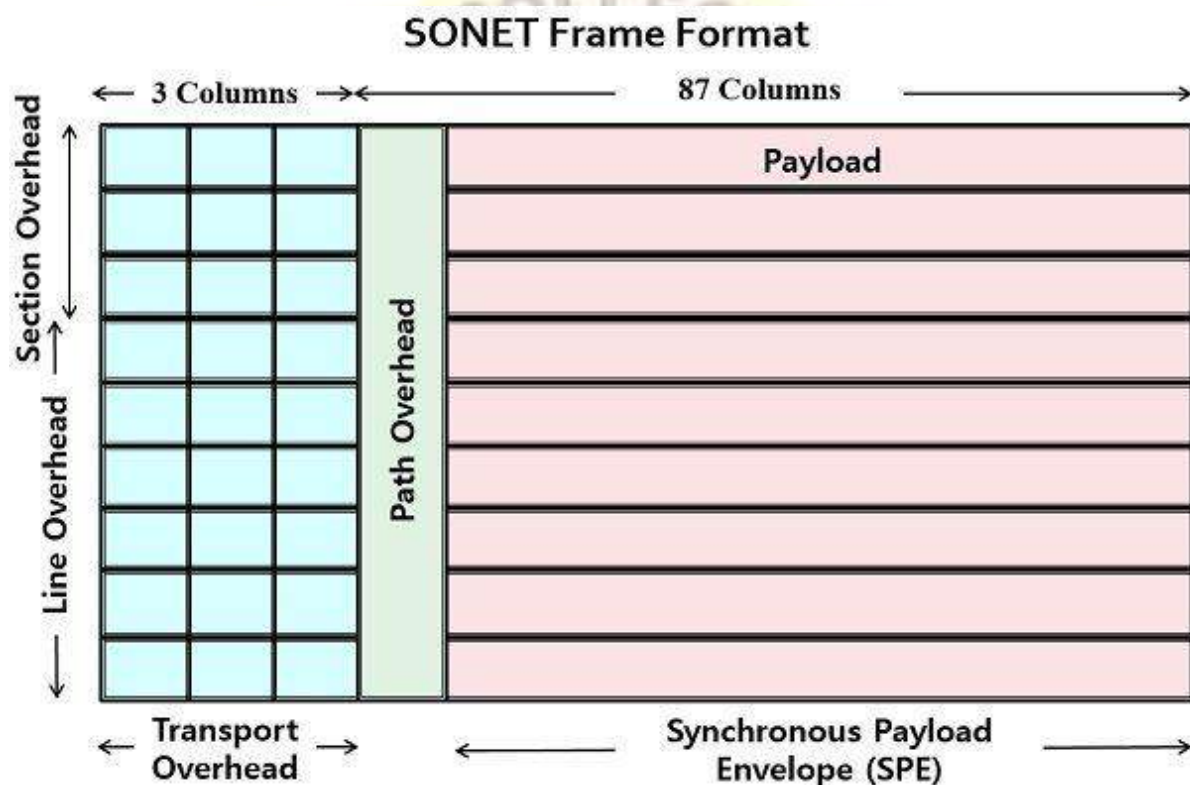 SONET Frame Format
3 Columns
87 Columns
Section Overhead
Line Overhead
Path Overhead
Payload
Transport
Overhead
Synchronous Payload
Envelope (SPE)